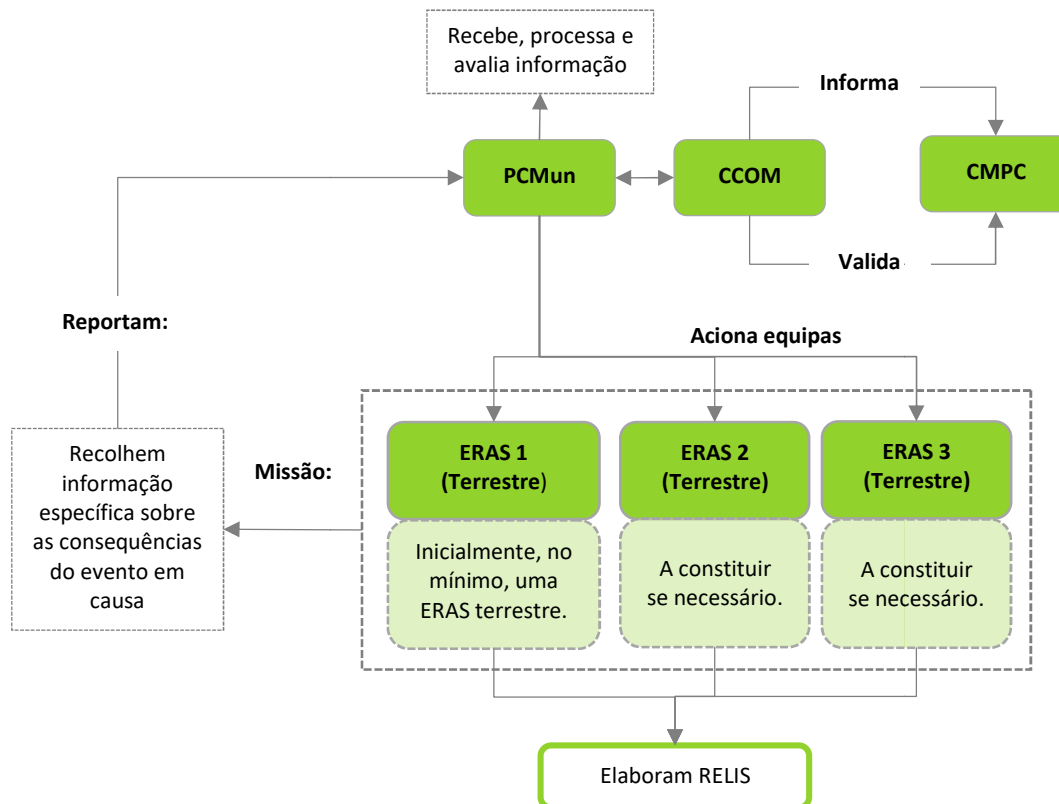 Recebe, processa e
avalia informação
Informa
PCMun
CCOM
CMPC
Valida
Reportam:
Aciona equipas
Recolhem
informação
específica sobre
as consequências
do evento em
causa
Missão:
ERAS 1
(Terrestre)
ERAS 2
(Terrestre)
ERAS 3
(Terrestre)
Inicialmente, no
mínimo, uma
ERAS terrestre.
A constituir
se necessário.
A constituir
se necessário.
Elaboram RELIS